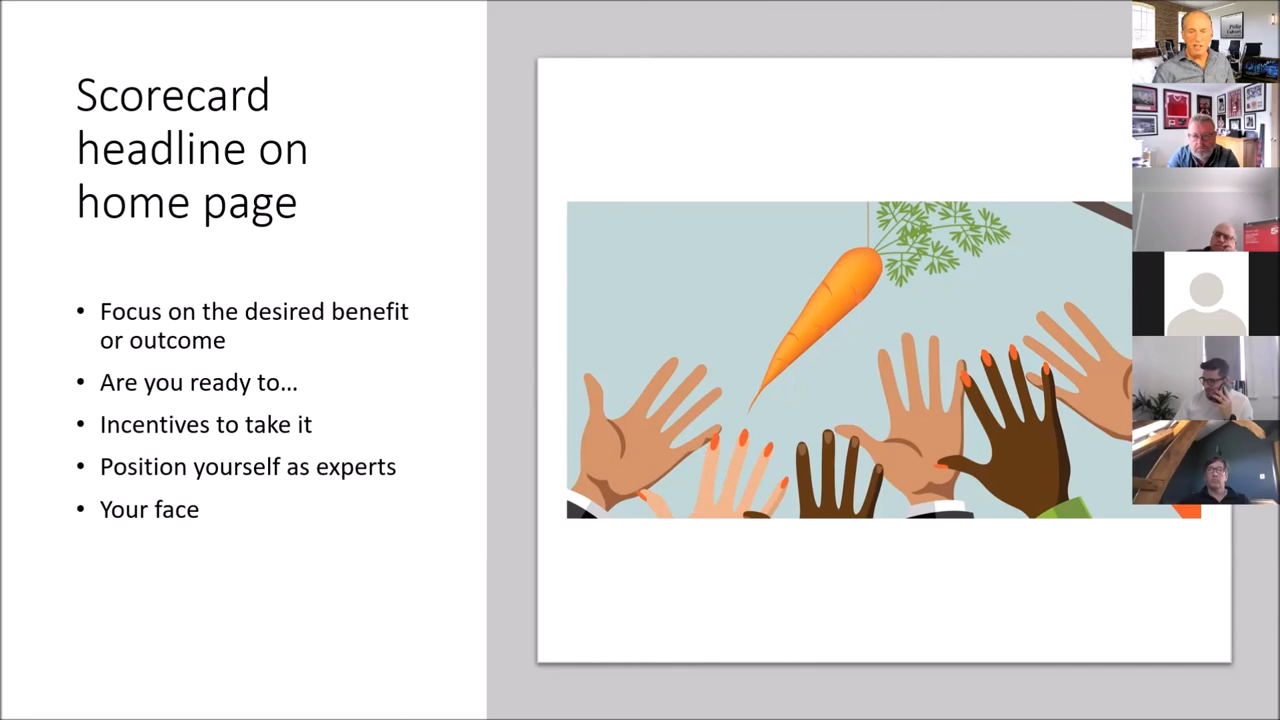 Scorecard
headline on
home page
• Focus on the desired benefit
or outcome
• Are you ready to...
• Incentives to take it
• Position yourself as experts
• Your face